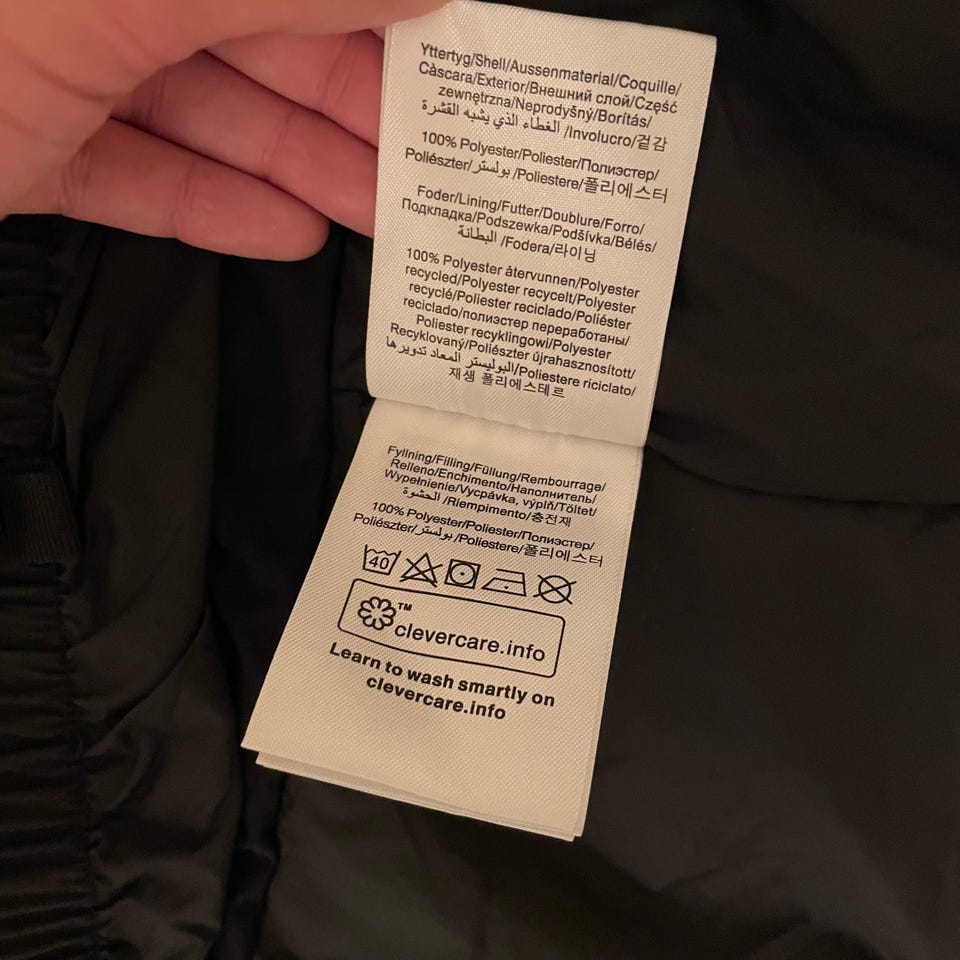 Yttertyg/Shell/Aussenmaterial/Coquille/
Càscara/Exterior/Внешний слой/Część
zewnętrzna/Neprodyšný/Borítás/
الغطاء الذي يشبه القشرة /Involucro/겉감
100% Polyester/Poliester/Полиэстер/
Poliészter/بوليستر /Poliestere/폴리에스터
Foder/Lining/Futter/Doublure/Forro/
Подкладка/Podszewka/Podšívka/Bélés/
البطانة /Fodera/라이닝
100% Polyester återvunnen/Polyester
recycled/Polyester recycelt/Polyester
recyclé/Poliester reciclado/Poliéster
reciclado/полиэстер переработаны/
Poliester recyklingowi/Polyester
Recyklovaný/Poliészter újrahasznosított/
البوليستر المعاد تدويرها/Poliestere riciclato/
재생 폴리에스테르
Fyllning/Filling/Füllung/Rembourrage/
Relleno/Enchimento/Наполнитель/
Wypełnienie/Vycpávka, výplň/Töltet/
الحشوة /Riempimento/충전재
100% Polyester/Poliester/Полиэстер/
Poliészter/بوليستر /Poliestere/폴리에스터
40
™
clevercare.info
Learn to wash smartly on
clevercare.info